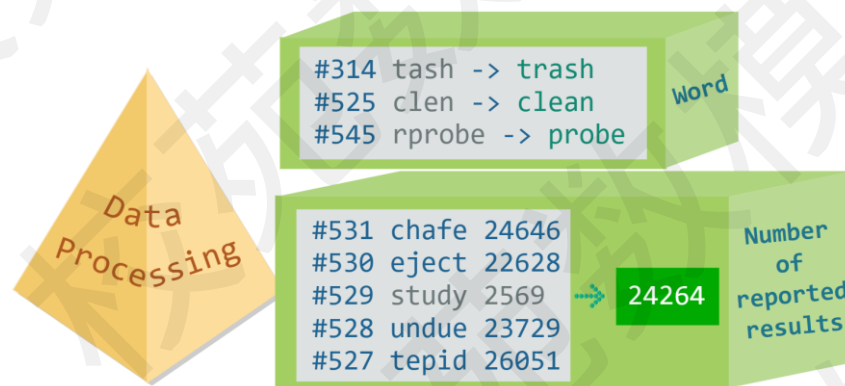 Data
Processing
#314 tash -> trash
#525 clen -> clean
#545 rprobe -> probe
Word
#531 chafe 24646
#530 eject 22628
#529 study 2569
#528 undue 23729
#527 tepid 26051
24264
Number
of
reported
results